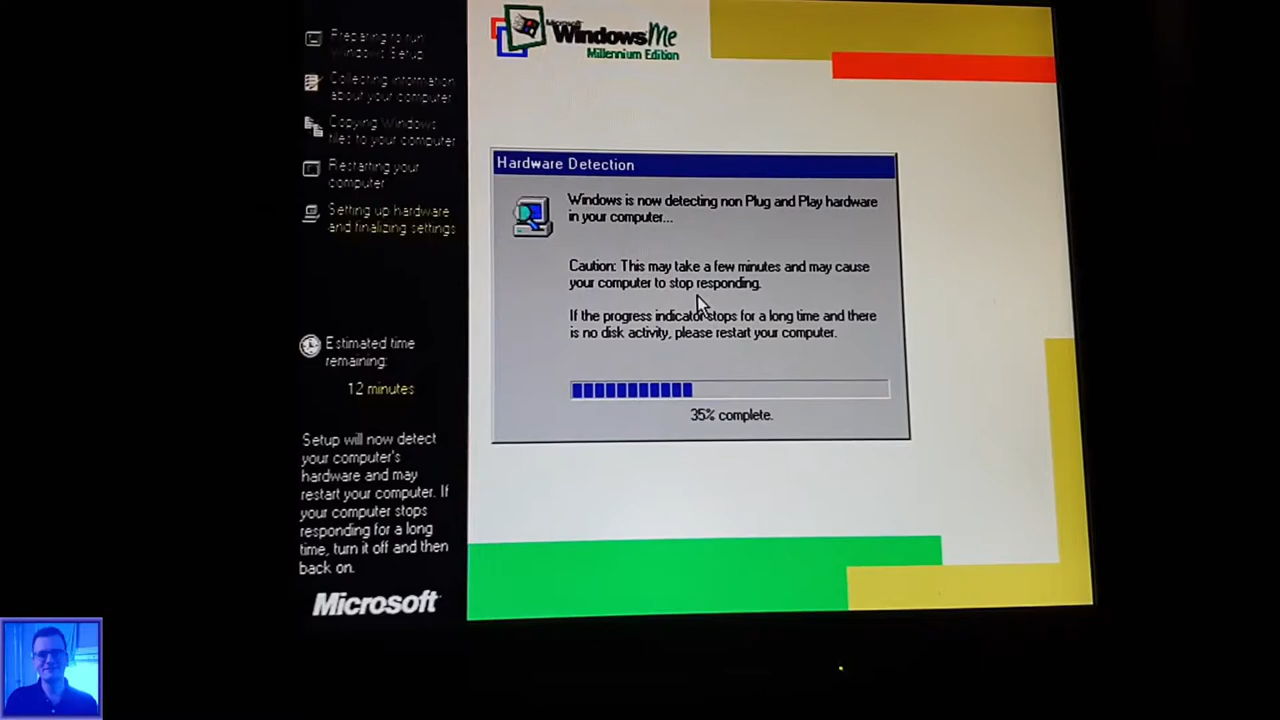 Preparing to run
Windows Setup
Collecting information
about your computer
Copying Windows
files to your computer
Restarting your
computer
Setting up hardware
and finalizing settings
Estimated time
remaining:
12 minutes
Setup will now detect
your computer's
hardware and may
restart your computer. If
your computer stops
responding for a long
time, turn it off and then
back on.
Microsoft
Microsoft
Windows Me
Millennium Edition
Hardware Detection
Windows is now detecting non Plug and Play hardware
in your computer...
Caution: This may take a few minutes and may cause
your computer to stop responding.
If the progress indicator stops for a long time and there
is no disk activity, please restart your computer.
35% complete.